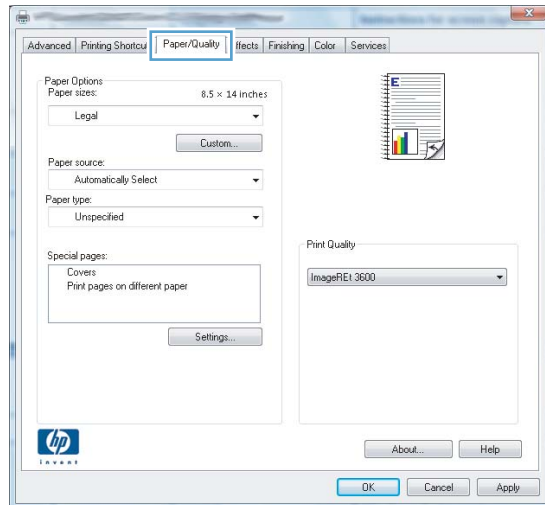 Advanced Printing Shortcu Paper/Quality ffects Finishing Color Services
Paper Options
Paper sizes: 8.5 × 14 inches
Legal
Custom...
Paper source:
Automatically Select
Paper type:
Unspecified
Special pages:
Covers
Print pages on different paper
Settings...
E
Print Quality
ImageREt 3600
hp
invent
About... Help
OK Cancel Apply